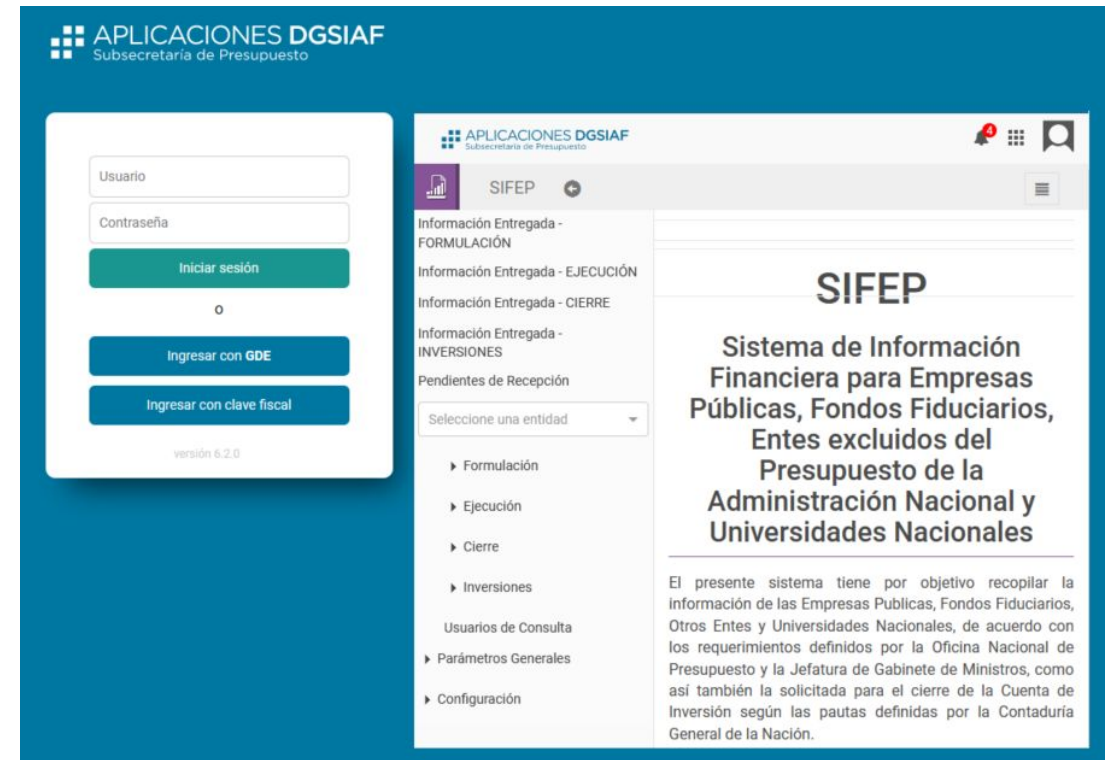 APLICACIONES DGSIAF
Subsecretaría de Presupuesto
Usuario
Contraseña
Iniciar sesión
O
Ingresar con GDE
Ingresar con clave fiscal
versión 6.2.0
APLICACIONES DGSIAF
Subsecretaría de Presupuesto
4
SIFEP
Información Entregada -
FORMULACIÓN
Información Entregada - EJECUCIÓN
Información Entregada - CIERRE
Información Entregada -
INVERSIONES
Pendientes de Recepción
Seleccione una entidad
Formulación
Ejecución
Cierre
Inversiones
Usuarios de Consulta
Parámetros Generales
Configuración
SIFEP
Sistema de Información
Financiera para Empresas
Públicas, Fondos Fiduciarios,
Entes excluidos del
Presupuesto de la
Administración Nacional y
Universidades Nacionales
El presente sistema tiene por objetivo recopilar la
información de las Empresas Publicas, Fondos Fiduciarios,
Otros Entes y Universidades Nacionales, de acuerdo con
los requerimientos definidos por la Oficina Nacional de
Presupuesto y la Jefatura de Gabinete de Ministros, como
así también la solicitada para el cierre de la Cuenta de
Inversión según las pautas definidas por la Contaduría
General de la Nación.